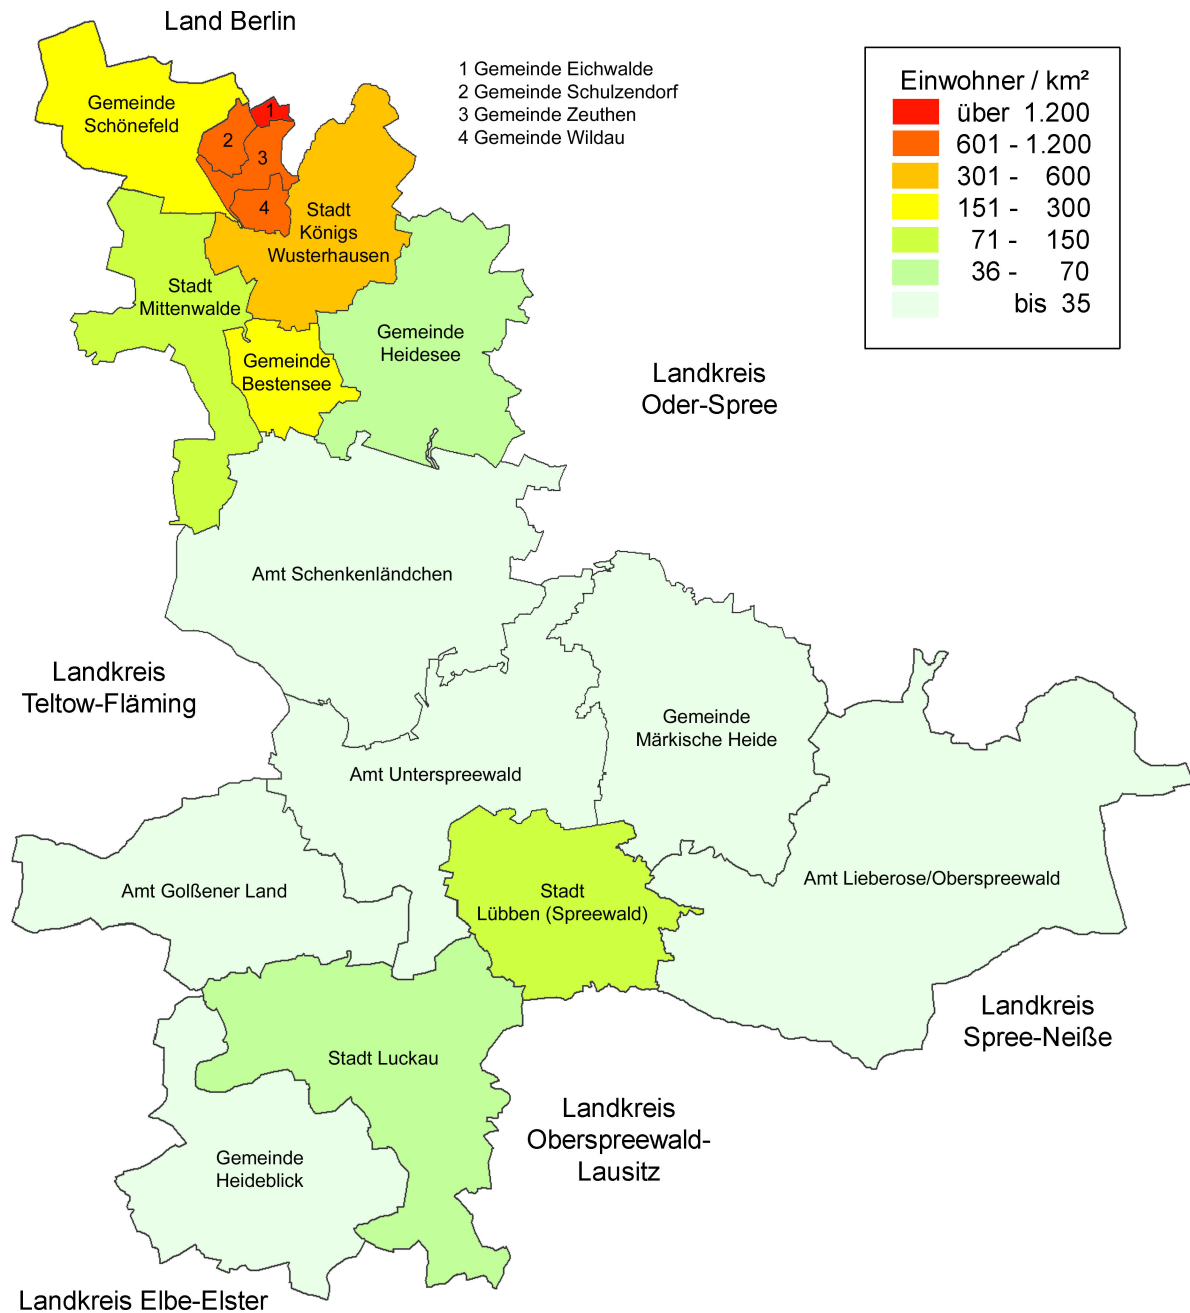 Land Berlin
1 Gemeinde Eichwalde
2 Gemeinde Schulzendorf
3 Gemeinde Zeuthen
4 Gemeinde Wildau
Einwohner / km²
über 1.200
601 - 1.200
301 - 600
151 - 300
71 - 150
36 - 70
bis 35
Gemeinde
Schönefeld
1
2
3
4
Stadt
Königs
Wusterhausen
Stadt
Mittenwalde
Gemeinde
Heidesee
Gemeinde
Bestensee
Landkreis
Oder-Spree
Amt Schenkenländchen
Landkreis
Teltow-Fläming
Gemeinde
Märkische Heide
Amt Unterspreewald
Amt Golßener Land
Stadt
Lübben (Spreewald)
Amt Lieberose/Oberspreewald
Landkreis
Spree-Neiße
Stadt Luckau
Landkreis
Oberspreewald-
Lausitz
Gemeinde
Heideblick
Landkreis Elbe-Elster